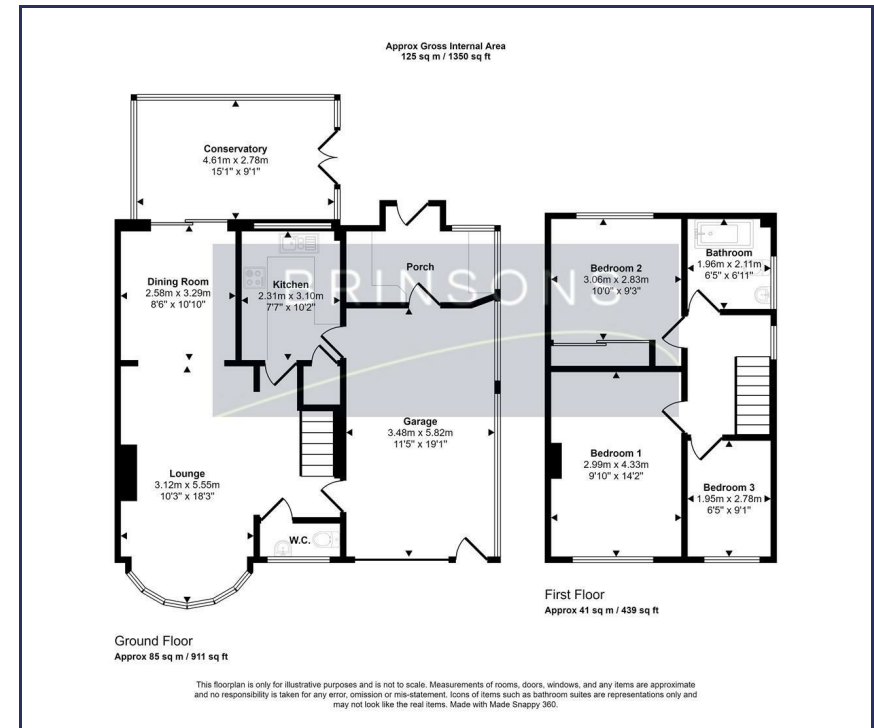 Approx Gross Internal Area
125 sq m / 1350 sq ft
Conservatory
4.61m x 2.78m
15'1" x 9'1"
Dining Room
2.58m x 3.29m
8'6" x 10'10"
Kitchen
2.31m x 3.10m
7'7" x 10'2"
Porch
BRINSONS
Garage
3.48m x 5.82m
11'5" x 19'1"
Lounge
3.12m x 5.55m
10'3" x 18'3"
W.C.
Ground Floor
Approx 85 sq m / 911 sq ft
Bedroom 2
3.06m x 2.83m
10'0" x 9'3"
Bathroom
1.96m x 2.11m
6'5" x 6'11"
Bedroom 1
2.99m x 4.33m
9'10" x 14'2"
Bedroom 3
1.95m x 2.78m
6'5" x 9'1"
First Floor
Approx 41 sq m / 439 sq ft
This floorplan is only for illustrative purposes and is not to scale. Measurements of rooms, doors, windows, and any items are approximate
and no responsibility is taken for any error, omission or mis-statement. Icons of items such as bathroom suites are representations only and
may not look like the real items. Made with Made Snappy 360.